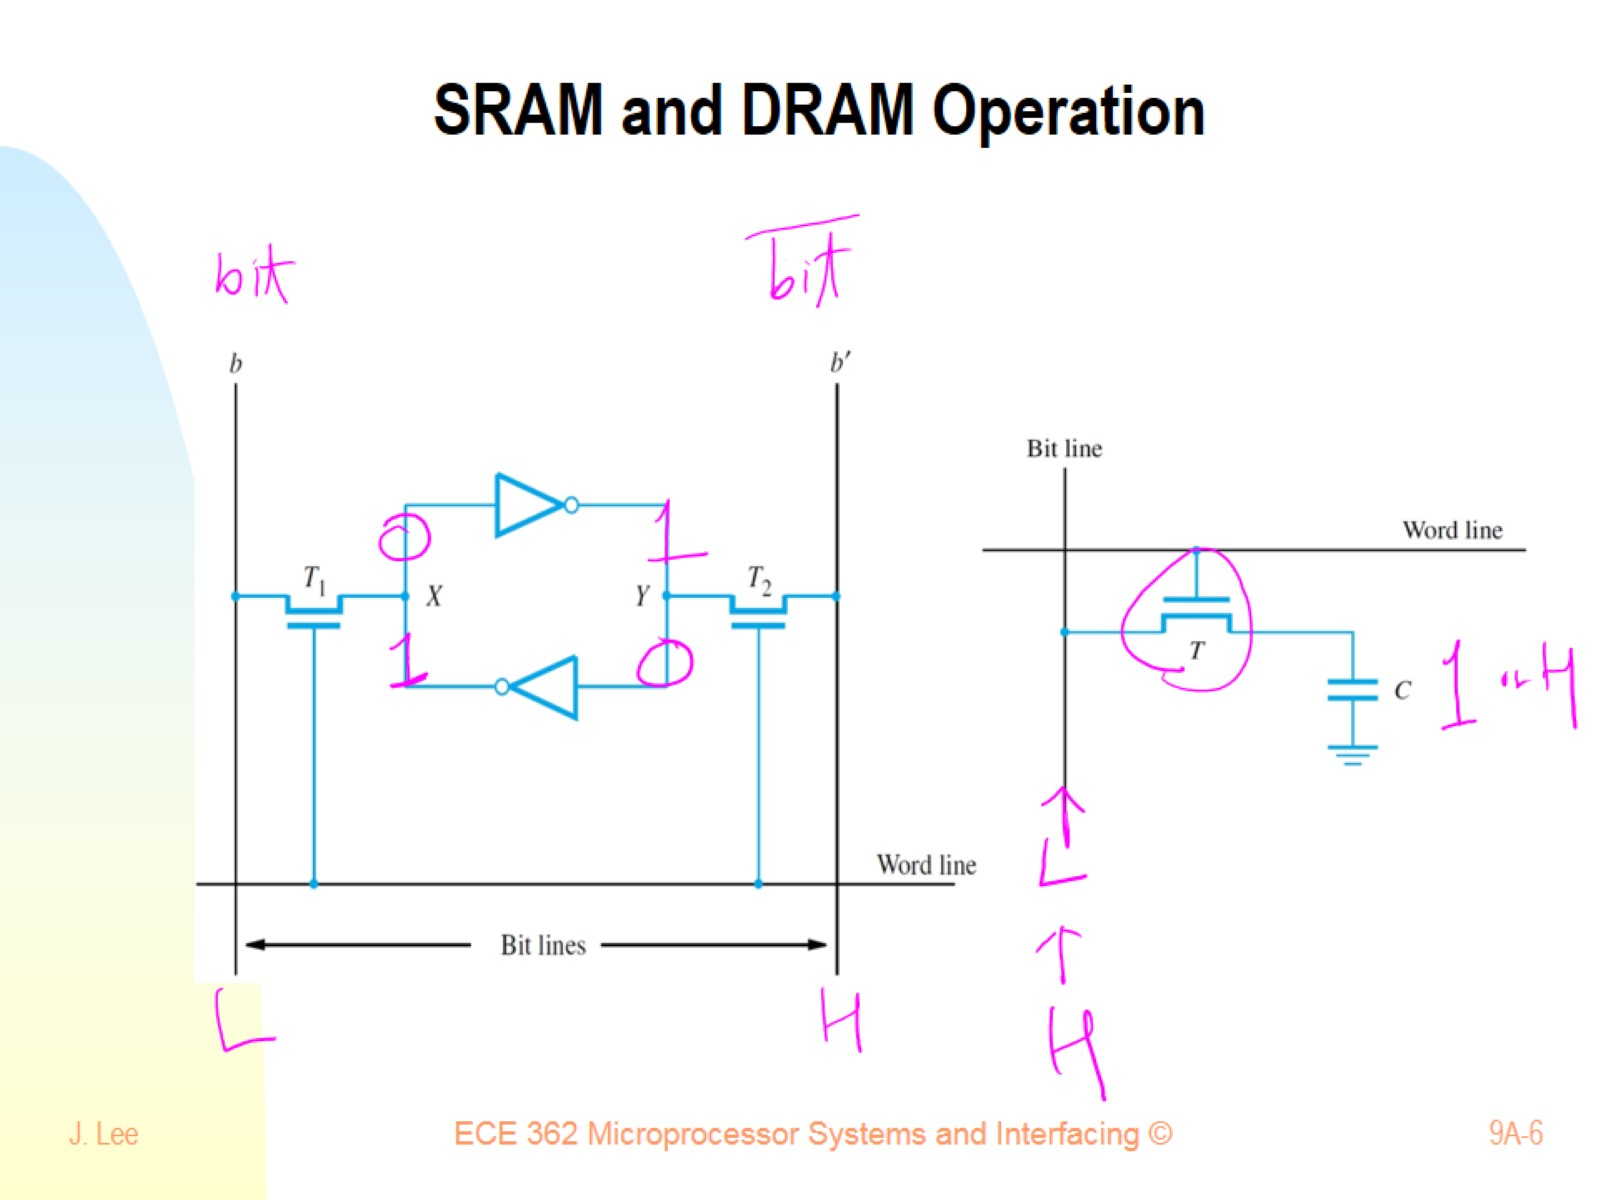 SRAM and DRAM Operation
bit
bit
b
b′
Bit line
Word line
T1
X
Y
T2
T
C
1 or H
0
1
1
0
Word line
L
Bit lines
H
L
H
J. Lee
ECE 362 Microprocessor Systems and Interfacing ©
9A-6